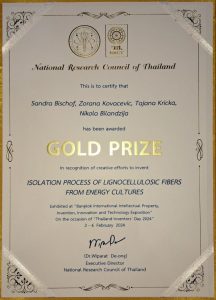 National Research Council of Thailand
This is to certify that
Sandra Bischof, Zorana Kovacevic, Tajana Kricka,
Nikola Bilandzija
has been awarded
GOLD PRIZE
in recognition of creative efforts to invent
ISOLATION PROCESS OF LIGNOCELLULOSIC FIBERS
FROM ENERGY CULTURES
Exhibited at "Bangkok International Intellectual Property,
Invention, Innovation and Technology Exposition"
On the occasion of "Thailand Inventors' Day 2024"
2 - 6 February 2024
(Dr.Wiparat De-ong)
Executive Director
National Research Council of Thailand